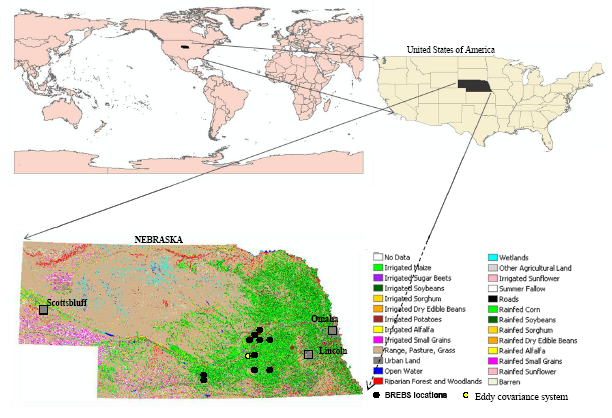 United States of America
NEBRASKA
Scottsbluff
Omaha
Lincoln
No Data
Irrigated Maize
Irrigated Sugar Beets
Irrigated Soybeans
Irrigated Sorghum
Irrigated Dry Edible Beans
Irrigated Potatoes
Irrigated Alfalfa
Irrigated Small Grains
Range, Pasture, Grass
Urban Land
Open Water
Riparian Forest and Woodlands
Wetlands
Other Agricultural Land
Irrigated Sunflower
Summer Fallow
Roads
Rainfed Corn
Rainfed Soybeans
Rainfed Sorghum
Rainfed Dry Edible Beans
Rainfed Alfalfa
Rainfed Small Grains
Rainfed Sunflower
Barren
BREBS locations
Eddy covariance system